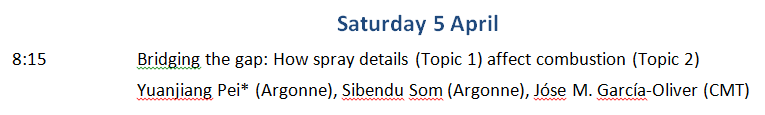 Saturday 5 April
8:15 Bridging the gap: How spray details (Topic 1) affect combustion (Topic 2)
Yuanjiang Pei* (Argonne), Sibendu Som (Argonne), Jóse M. García-Oliver (CMT)